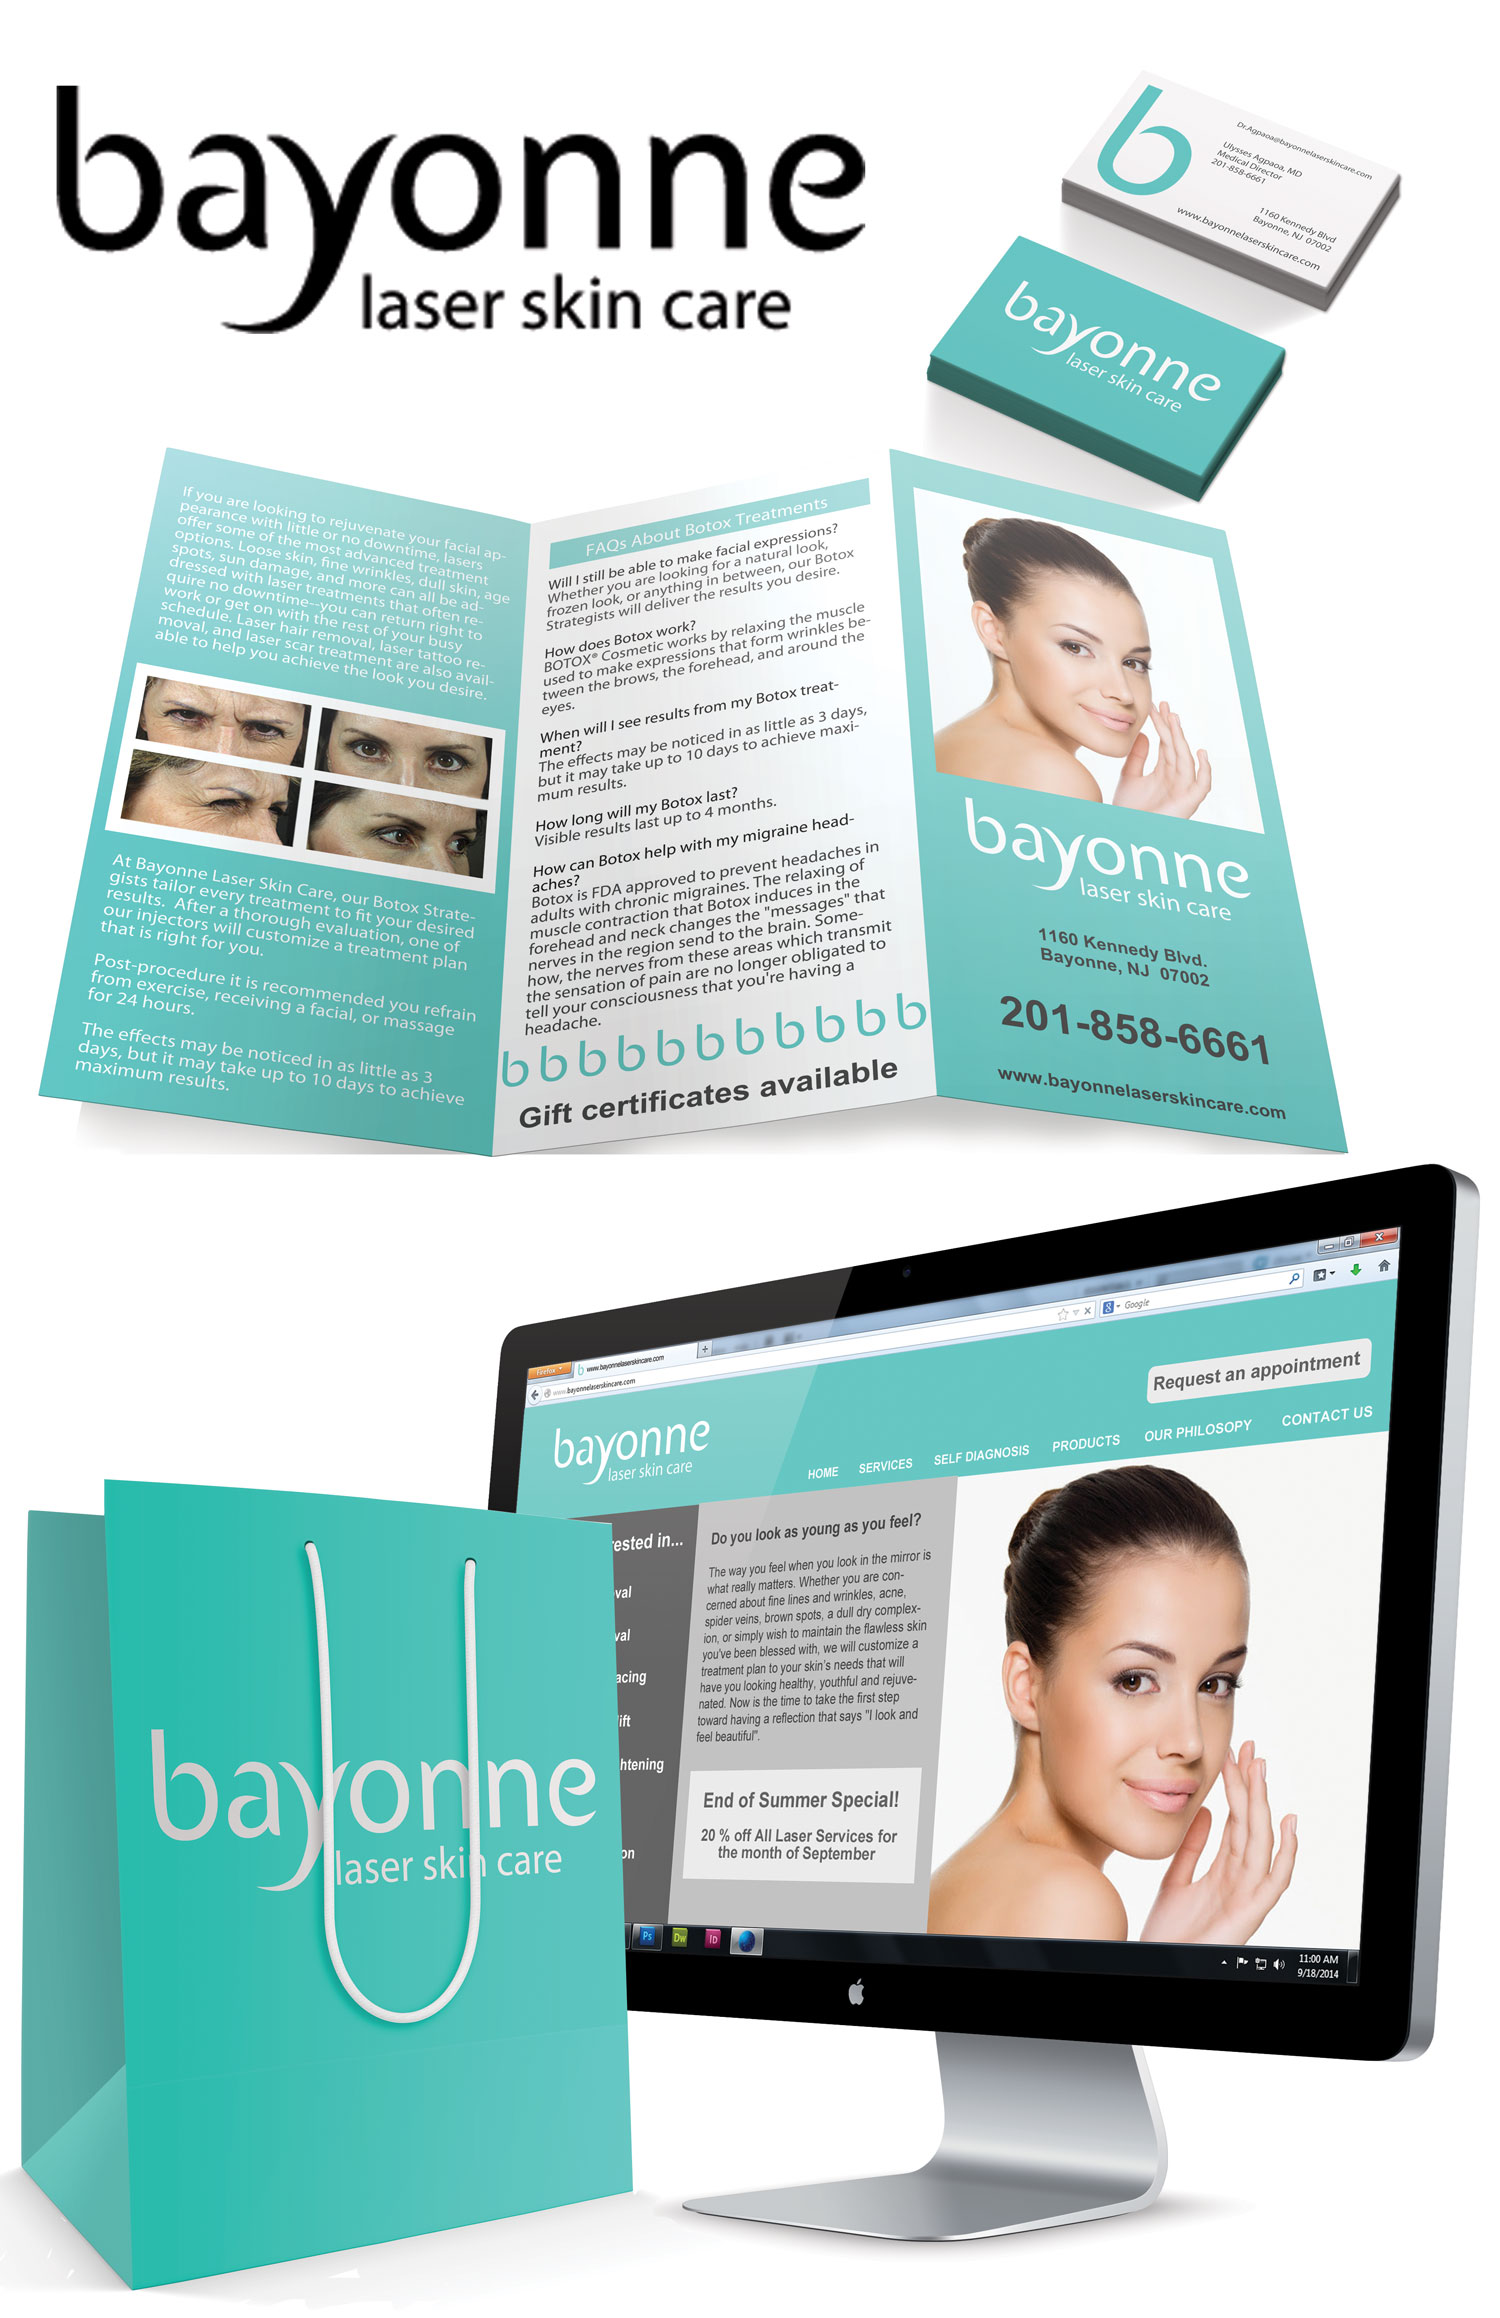 bayonne
laser skin care
Dr.Agpaoa@bayonnelaserskincare.com
Ulysses Agpaoa, MD
Medical Director
201-858-6661
1160 Kennedy Blvd
Bayonne, NJ 07002
www.bayonnelaserskincare.com
b
bayonne
laser skin care
If you are looking to rejuvenate your facial ap-
pearance with little or no downtime, lasers
offer some of the most advanced treatment
options. Loose skin, fine wrinkles, dull skin, age
spots, sun damage, and more can all be ad-
dressed with laser treatments that often re-
quire no downtime--you can return right to
work or get on with the rest of your busy
schedule. Laser hair removal, laser tattoo re-
moval, and laser scar treatment are also avail-
able to help you achieve the look you desire.
At Bayonne Laser Skin Care, our Botox Strate-
gists tailor every treatment to fit your desired
results. After a thorough evaluation, one of
our injectors will customize a treatment plan
that is right for you.
Post-procedure it is recommended you refrain
from exercise, receiving a facial, or massage
for 24 hours.
The effects may be noticed in as little as 3
days, but it may take up to 10 days to achieve
maximum results.
FAQs About Botox Treatments
Will I still be able to make facial expressions?
Whether you are looking for a natural look,
frozen look, or anything in between, our Botox
Strategists will deliver the results you desire.
How does Botox work?
BOTOX® Cosmetic works by relaxing the muscle
used to make expressions that form wrinkles be-
tween the brows, the forehead, and around the
eyes.
When will I see results from my Botox treat-
ment?
The effects may be noticed in as little as 3 days,
but it may take up to 10 days to achieve maxi-
mum results.
How long will my Botox last?
Visible results last up to 4 months.
How can Botox help with my migraine head-
aches?
Botox is FDA approved to prevent headaches in
adults with chronic migraines. The relaxing of
muscle contraction that Botox induces in the
forehead and neck changes the "messages" that
nerves in the region send to the brain. Some-
how, the nerves from these areas which transmit
the sensation of pain are no longer obligated to
tell your consciousness that you're having a
headache.
b b b b b b b b b b b
Gift certificates available
bayonne
laser skin care
1160 Kennedy Blvd.
Bayonne, NJ 07002
201-858-6661
www.bayonnelaserskincare.com
Firefox
b www.bayonnelaserskincare.com
www.bayonnelaserskincare.com
Google
bayonne
laser skin care
Request an appointment
HOME SERVICES SELF DIAGNOSIS PRODUCTS OUR PHILOSOPY CONTACT US
rested in...
val
val
acing
lift
htening
on
Do you look as young as you feel?
The way you feel when you look in the mirror is
what really matters. Whether you are con-
cerned about fine lines and wrinkles, acne,
spider veins, brown spots, a dull dry complex-
ion, or simply wish to maintain the flawless skin
you've been blessed with, we will customize a
treatment plan to your skin's needs that will
have you looking healthy, youthful and rejuve-
nated. Now is the time to take the first step
toward having a reflection that says "I look and
feel beautiful".
End of Summer Special!
20 % off All Laser Services for
the month of September
Ps Dw ID
11:00 AM
9/18/2014
bayonne
laser skin care